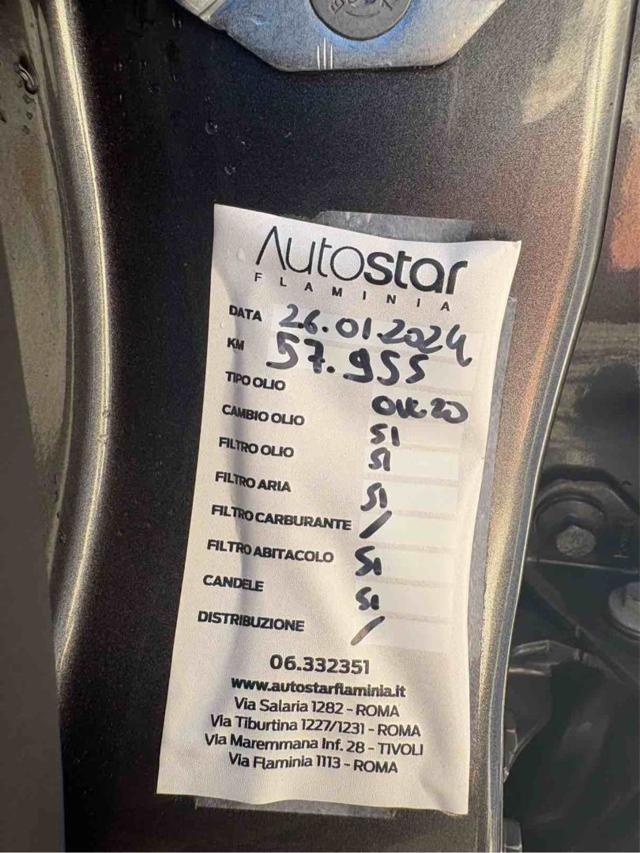 Autostar
FLAMINIA
DATA 26.01.2024
KM 57.955
TIPO OLIO 0W20
CAMBIO OLIO SI
FILTRO OLIO SI
FILTRO ARIA SI
FILTRO CARBURANTE /
FILTRO ABITACOLO SI
CANDELE SI
DISTRIBUZIONE /
06.332351
www.autostarflaminia.it
Via Salaria 1282 - ROMA
Via Tiburtina 1227/1231 - ROMA
Via Maremmana Inf. 28 - TIVOLI
Via Flaminia 1113 - ROMA